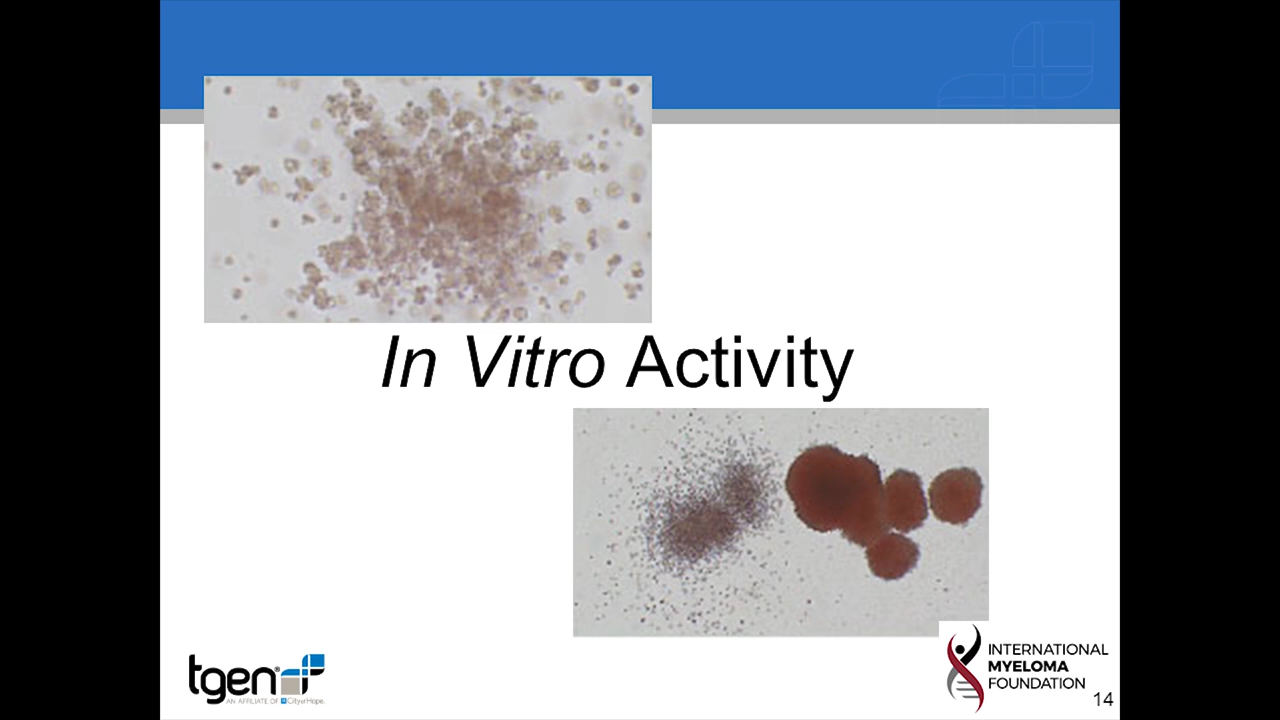 In Vitro Activity
tgen
AN AFFILIATE OF City of Hope.
INTERNATIONAL
MYELOMA
FOUNDATION
14